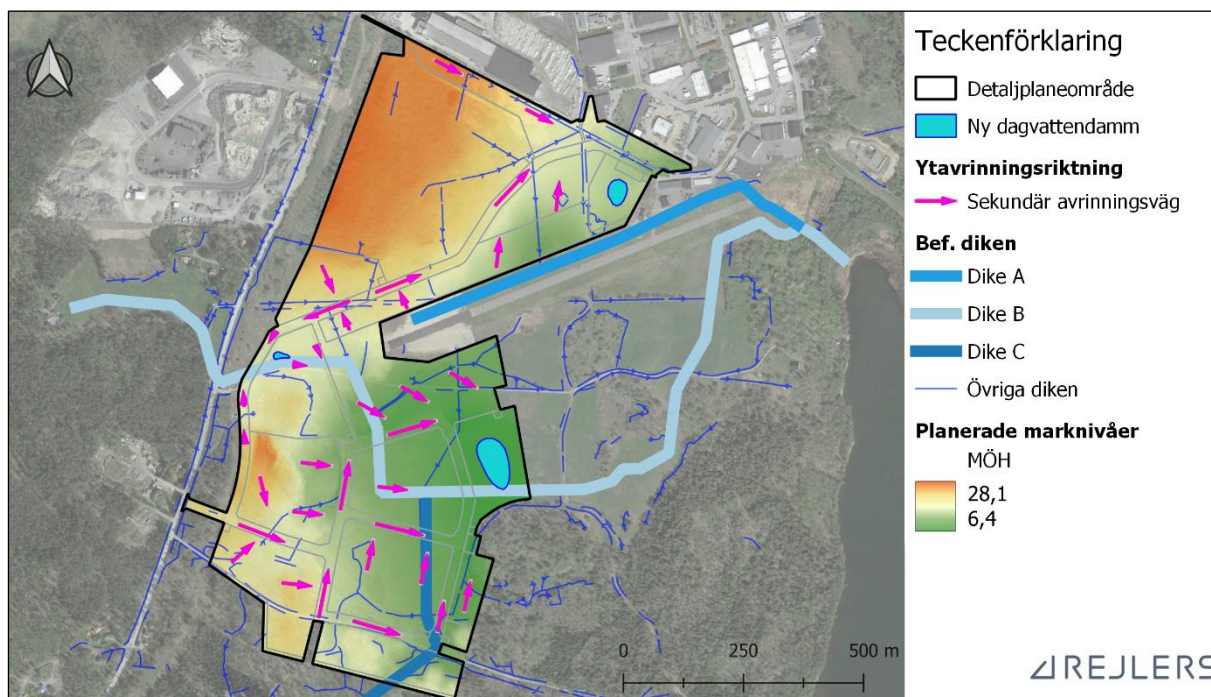 Teckenförklaring
Detaljplaneområde
Ny dagvattendamm
Ytavrinningsriktning
Sekundär avrinningsväg
Bef. diken
Dike A
Dike B
Dike C
Övriga diken
Planerade marknivåer
MÖH
28,1
6,4
0 250 500 m
REJLERS